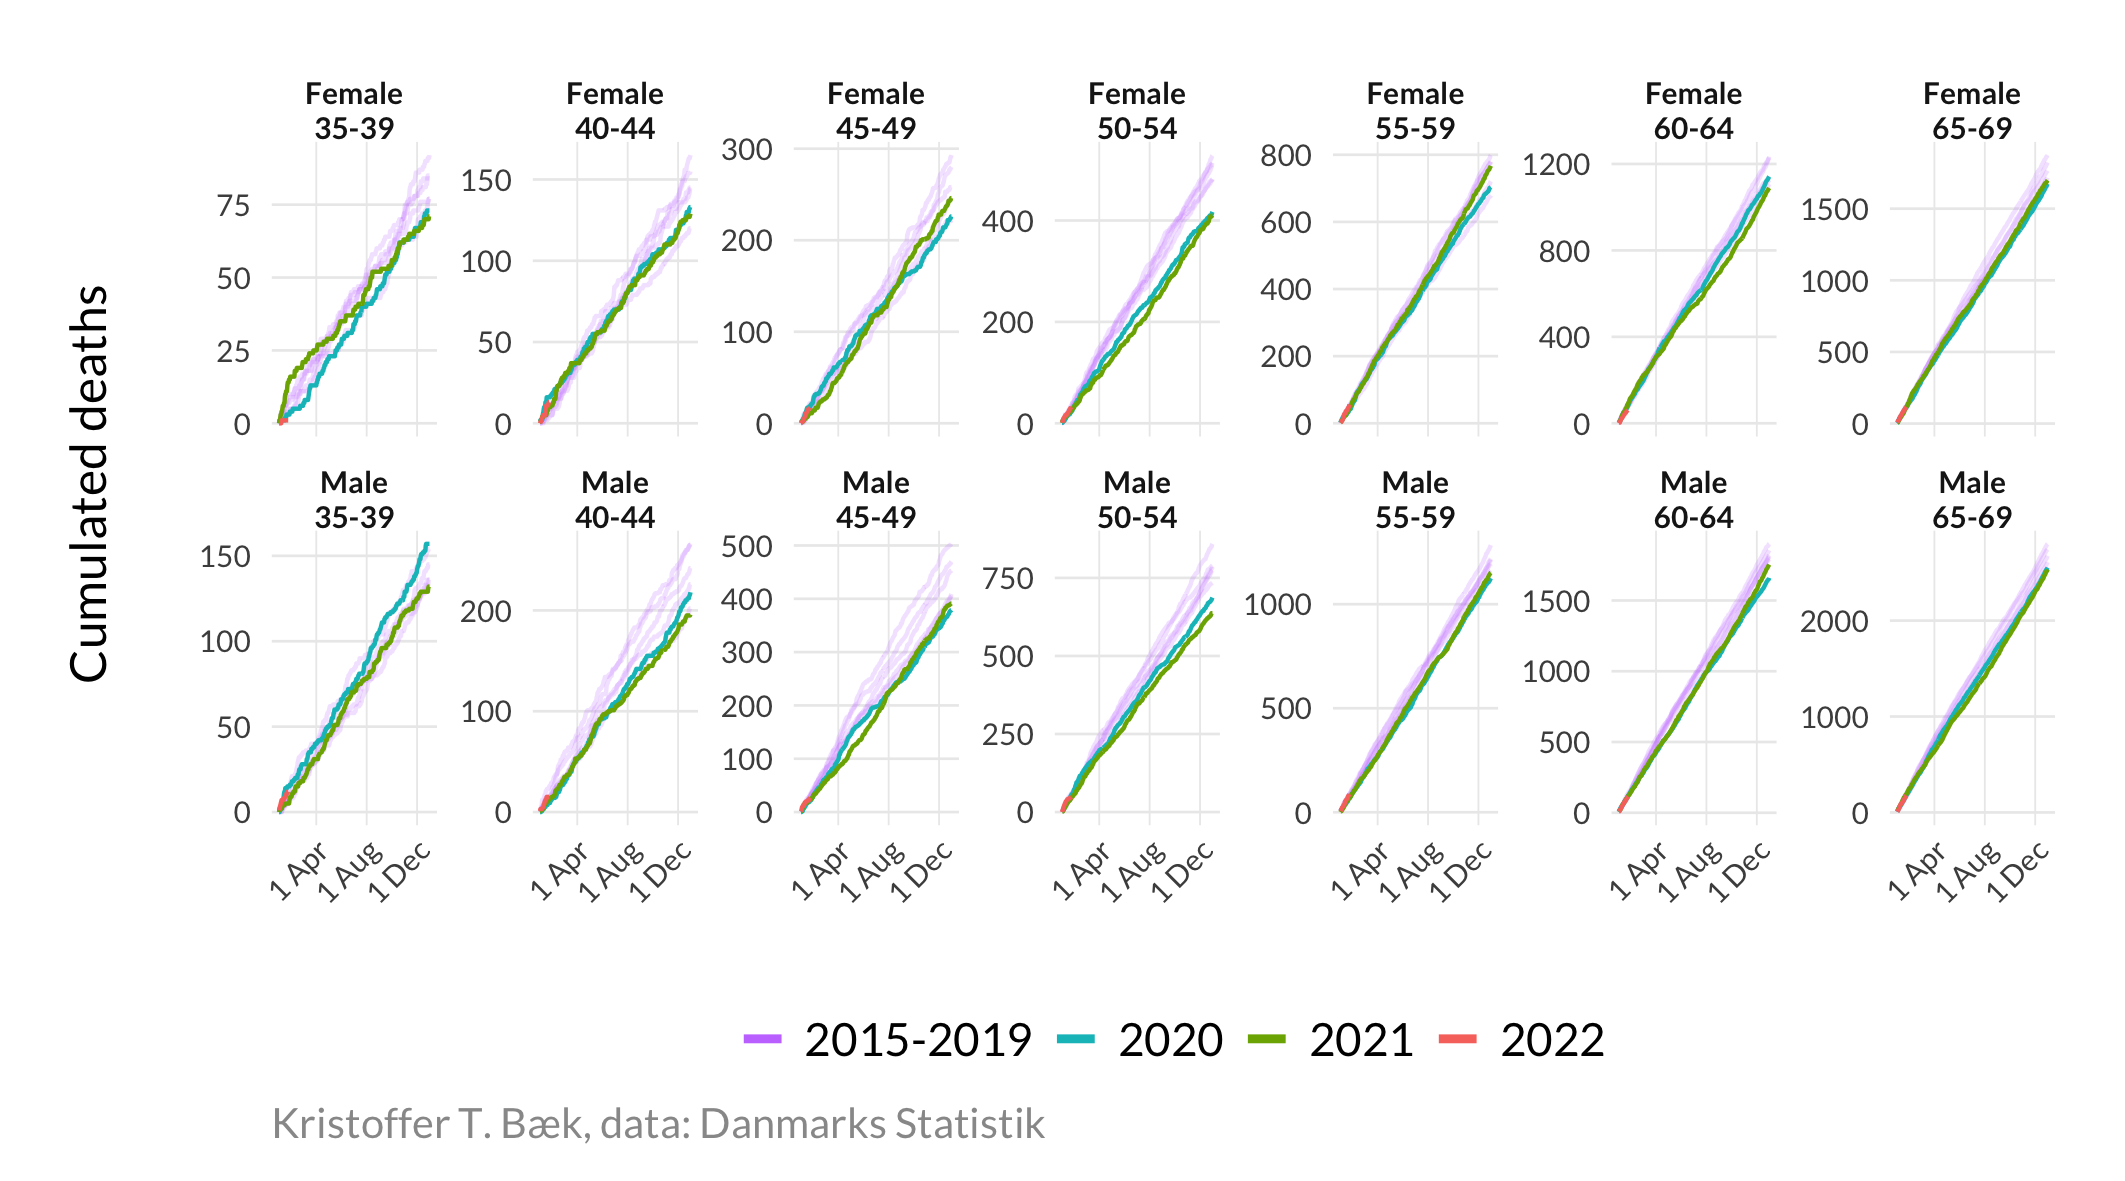 Cumulated deaths
Female
35-39
Female
40-44
Female
45-49
Female
50-54
Female
55-59
Female
60-64
Female
65-69
75
50
25
0
150
100
50
0
300
200
100
0
400
200
0
800
600
400
200
0
1200
800
400
0
1500
1000
500
0
Male
35-39
Male
40-44
Male
45-49
Male
50-54
Male
55-59
Male
60-64
Male
65-69
150
100
50
0
200
100
0
500
400
300
200
100
0
750
500
250
0
1000
500
0
1500
1000
500
0
2000
1000
0
1 Apr
1 Aug
1 Dec
1 Apr
1 Aug
1 Dec
1 Apr
1 Aug
1 Dec
1 Apr
1 Aug
1 Dec
1 Apr
1 Aug
1 Dec
1 Apr
1 Aug
1 Dec
1 Apr
1 Aug
1 Dec
2015-2019 2020 2021 2022
Kristoffer T. Bæk, data: Danmarks Statistik